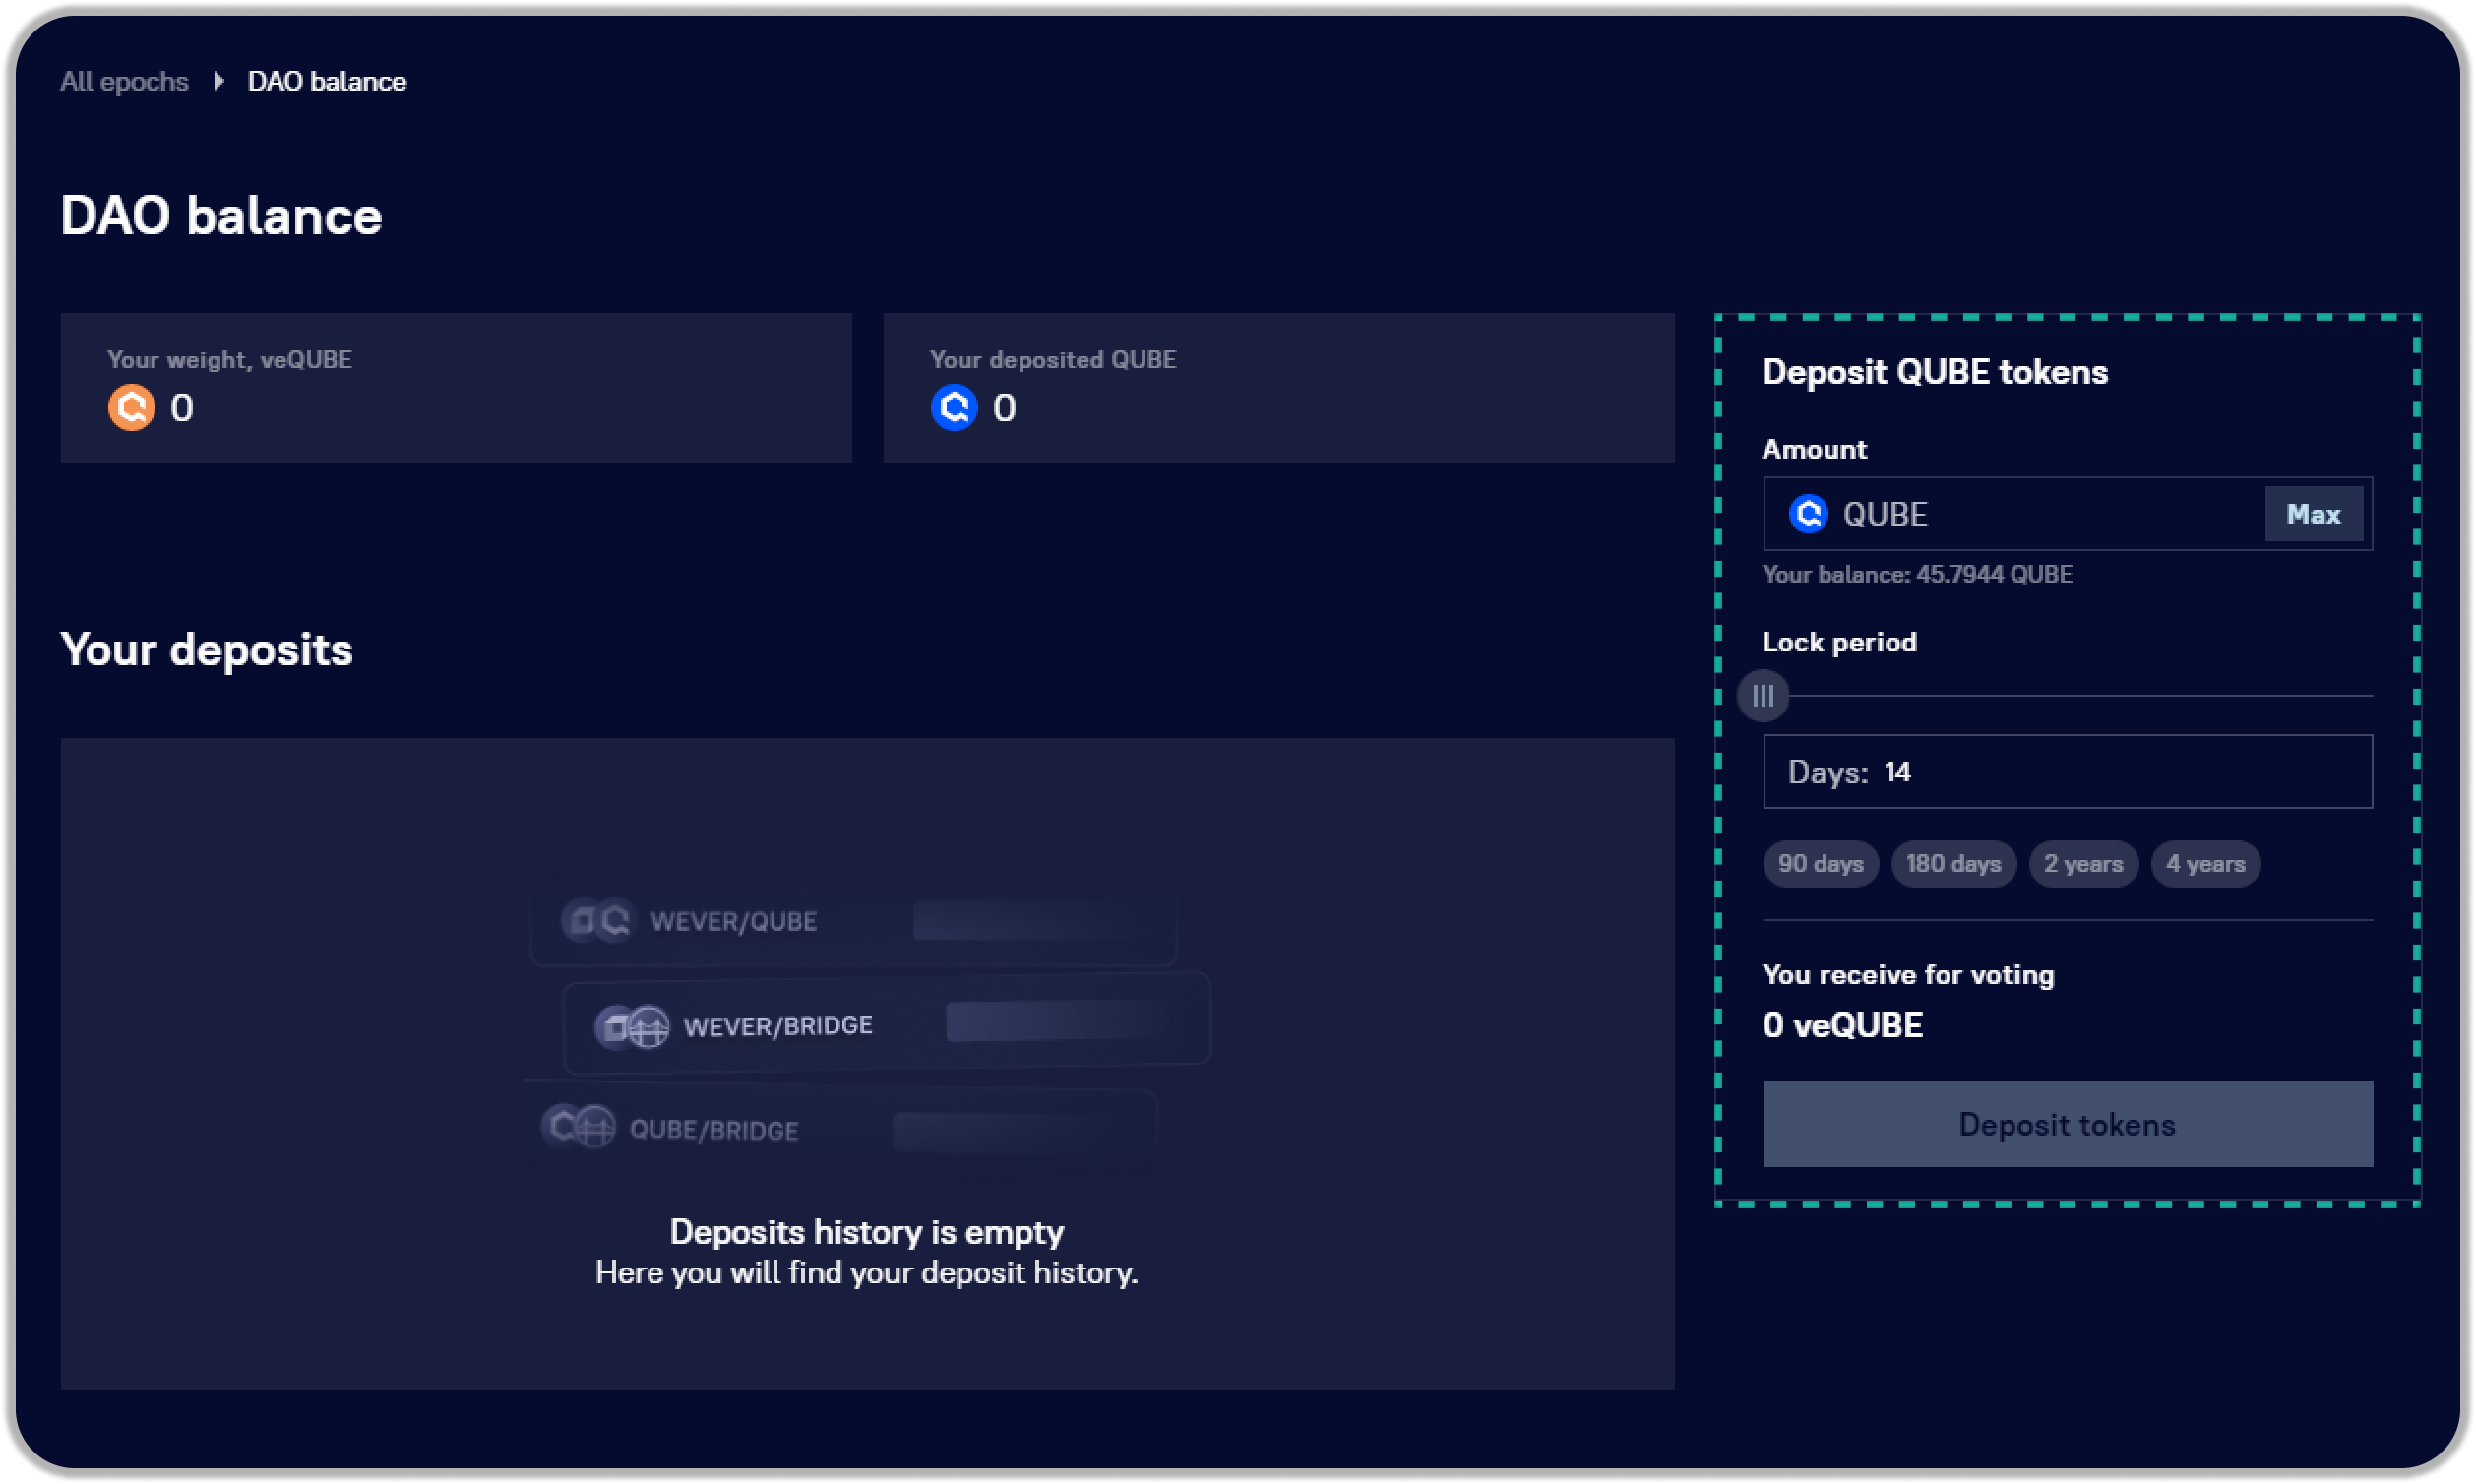 All epochs DAO balance
DAO balance
Your weight, veQUBE
0
Your deposited QUBE
0
Your deposits
WEVER/QUBE
WEVER/BRIDGE
QUBE/BRIDGE
Deposits history is empty
Here you will find your deposit history.
Deposit QUBE tokens
Amount
QUBE Max
Your balance: 45.7944 QUBE
Lock period
Days: 14
90 days 180 days 2 years 4 years
You receive for voting
0 veQUBE
Deposit tokens